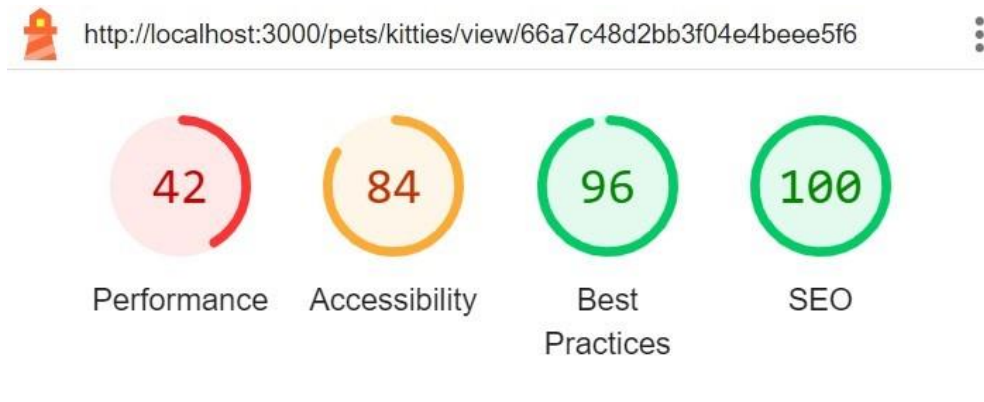 http://localhost:3000/pets/kitties/view/66a7c48d2bb3f04e4beee5f6
42 84 96 100
Performance Accessibility Best Practices SEO